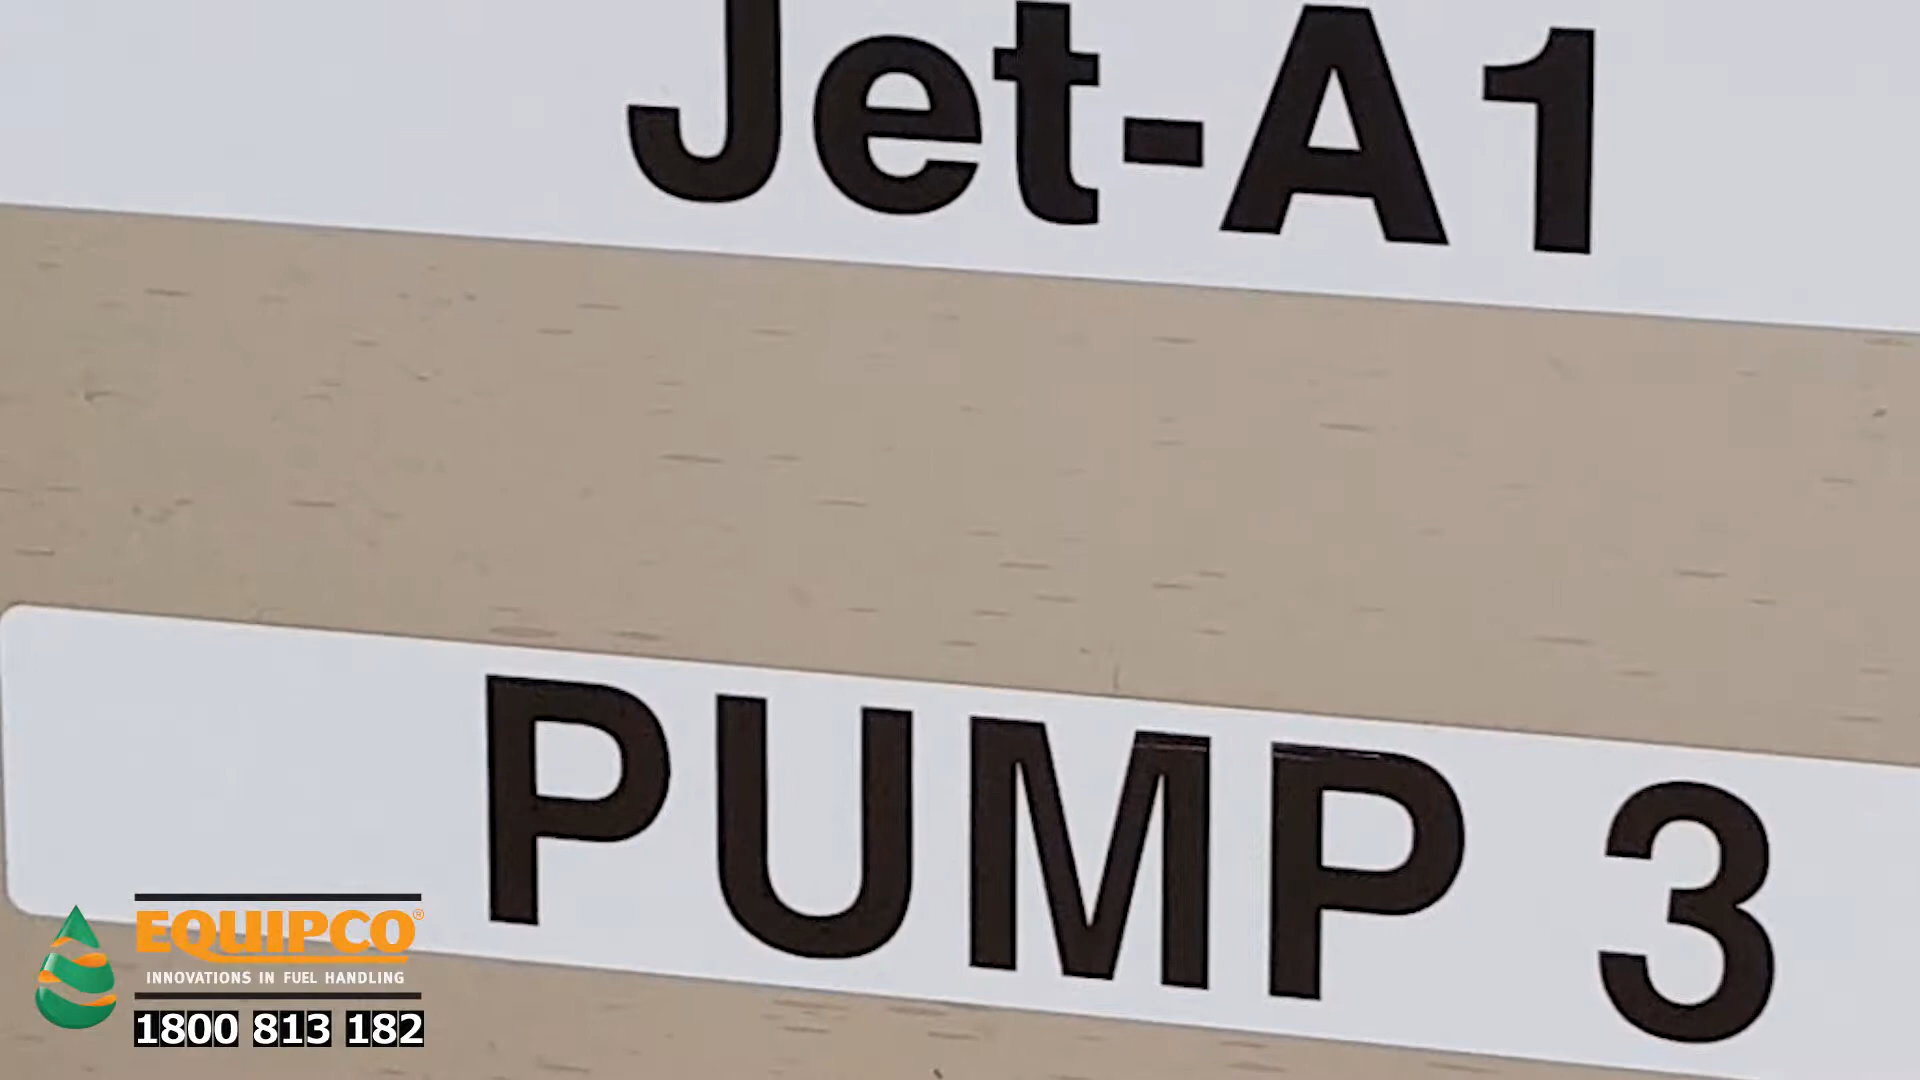 Jet-A1
PUMP 3
EQUIPCO®
INNOVATIONS IN FUEL HANDLING
1800 813 182